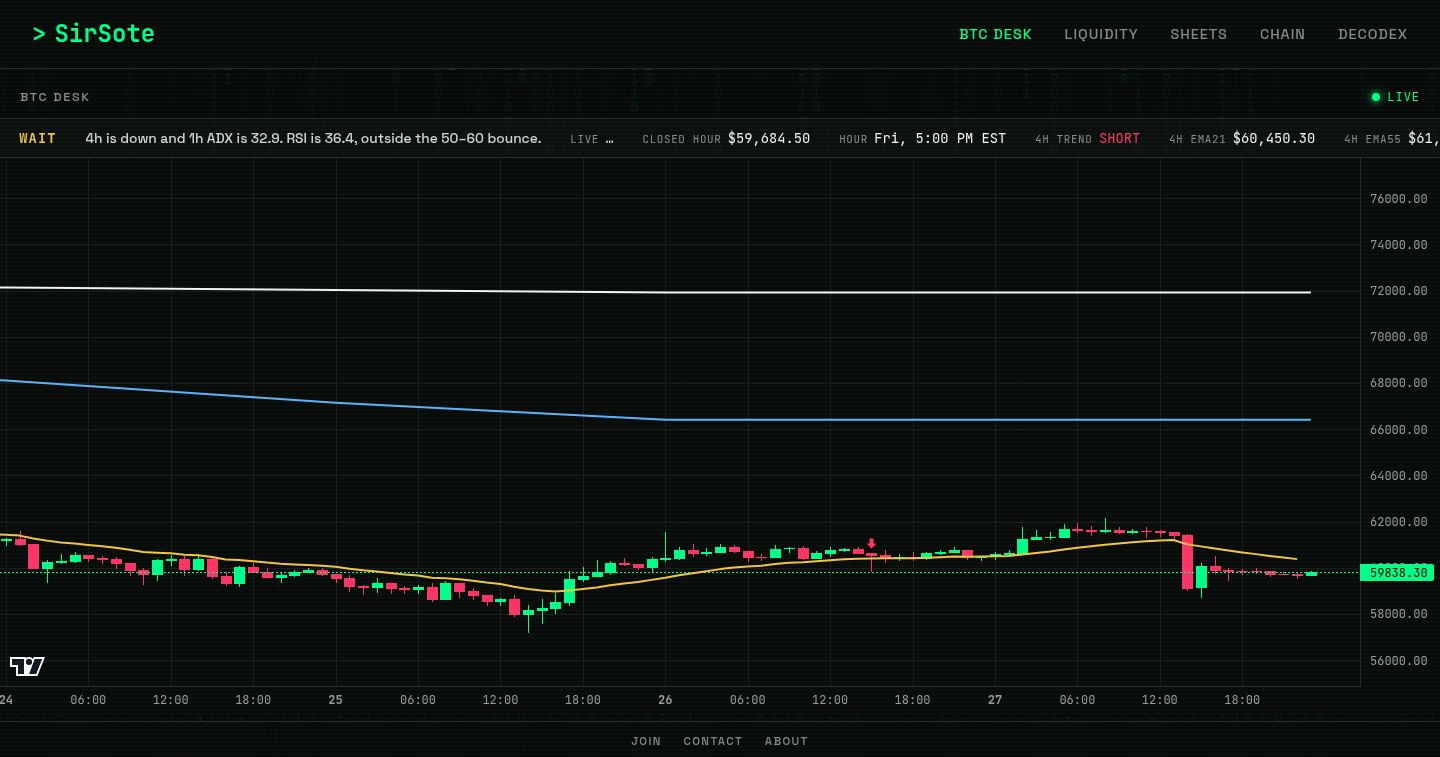 > SirSote
BTC DESK LIQUIDITY SHEETS CHAIN DECODEX
BTC DESK
LIVE
WAIT 4h is down and 1h ADX is 32.9. RSI is 36.4, outside the 50–60 bounce. LIVE … CLOSED HOUR $59,684.50 HOUR Fri, 5:00 PM EST 4H TREND SHORT 4H EMA21 $60,450.30 4H EMA55 $61,
76000.00
74000.00
72000.00
70000.00
68000.00
66000.00
64000.00
62000.00
59838.30
58000.00
56000.00
24 06:00 12:00 18:00 25 06:00 12:00 18:00 26 06:00 12:00 18:00 27 06:00 12:00 18:00
JOIN CONTACT ABOUT